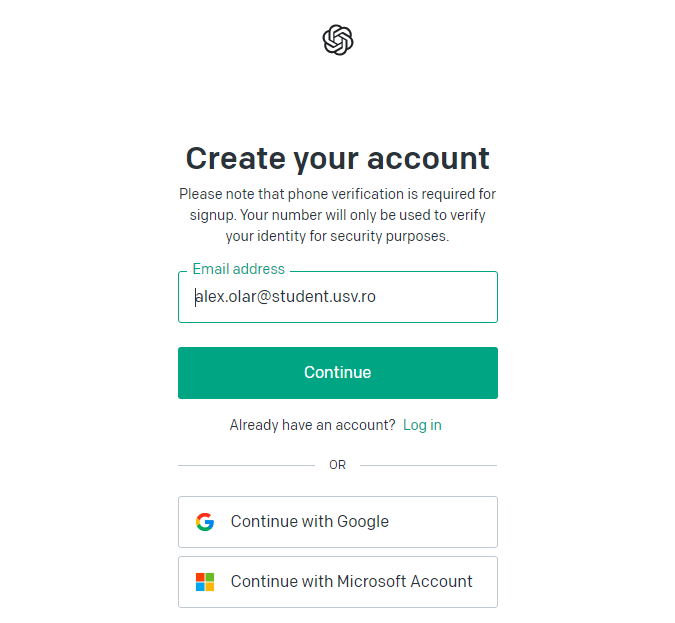 Create your account
Please note that phone verification is required for
signup. Your number will only be used to verify
your identity for security purposes.
Email address
alex.olar@student.usv.ro
Continue
Already have an account? Log in
OR
Continue with Google
Continue with Microsoft Account